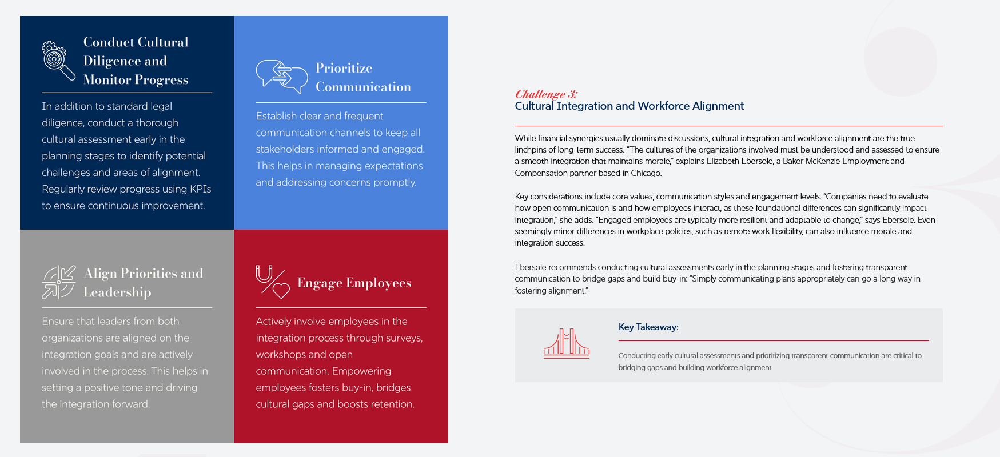 Conduct Cultural
Diligence and
Monitor Progress
In addition to standard legal
diligence, conduct a thorough
cultural assessment early in the
planning stages to identify potential
challenges and areas of alignment.
Regularly review progress using KPIs
to ensure continuous improvement.
Prioritize
Communication
Establish clear and frequent
communication channels to keep all
stakeholders informed and engaged.
This helps in managing expectations
and addressing concerns promptly.
Align Priorities and
Leadership
Ensure that leaders from both
organizations are aligned on the
integration goals and are actively
involved in the process. This helps in
setting a positive tone and driving
the integration forward.
Engage Employees
Actively involve employees in the
integration process through surveys,
workshops and open
communication. Empowering
employees fosters buy-in, bridges
cultural gaps and boosts retention.
Challenge 3:
Cultural Integration and Workforce Alignment
While financial synergies usually dominate discussions, cultural integration and workforce alignment are the true
linchpins of long-term success. “The cultures of the organizations involved must be understood and assessed to ensure
a smooth integration that maintains morale,” explains Elizabeth Ebersole, a Baker McKenzie Employment and
Compensation partner based in Chicago.
Key considerations include core values, communication styles and engagement levels. “Companies need to evaluate
how open communication is and how employees interact, as these foundational differences can significantly impact
integration,” she adds. “Engaged employees are typically more resilient and adaptable to change,” says Ebersole. Even
seemingly minor differences in workplace policies, such as remote work flexibility, can also influence morale and
integration success.
Ebersole recommends conducting cultural assessments early in the planning stages and fostering transparent
communication to bridge gaps and build buy-in: “Simply communicating plans appropriately can go a long way in
fostering alignment.”
Key Takeaway:
Conducting early cultural assessments and prioritizing transparent communication are critical to
bridging gaps and building workforce alignment.